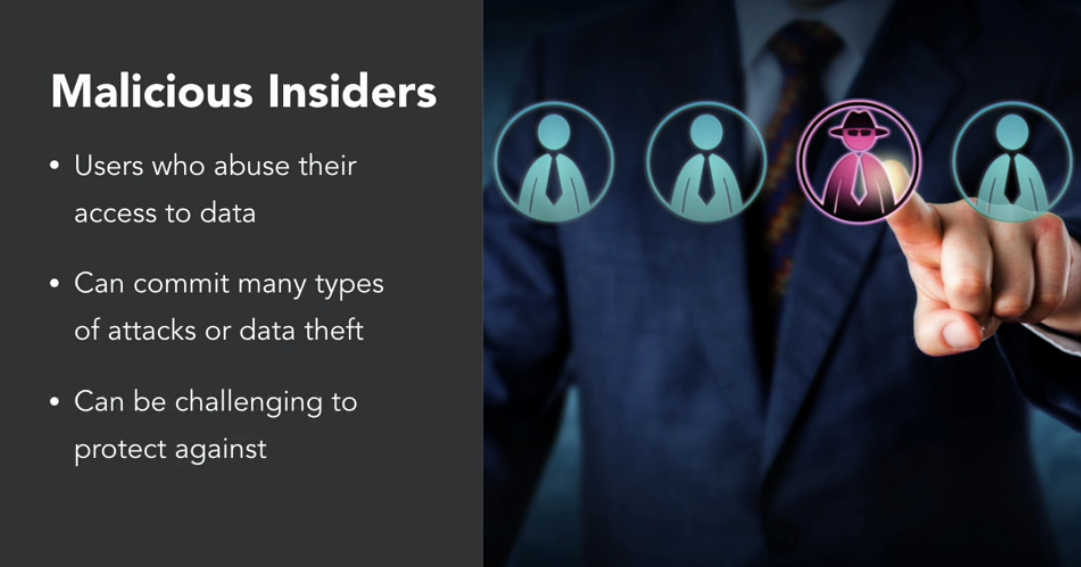 Malicious Insiders
• Users who abuse their
access to data
• Can commit many types
of attacks or data theft
• Can be challenging to
protect against